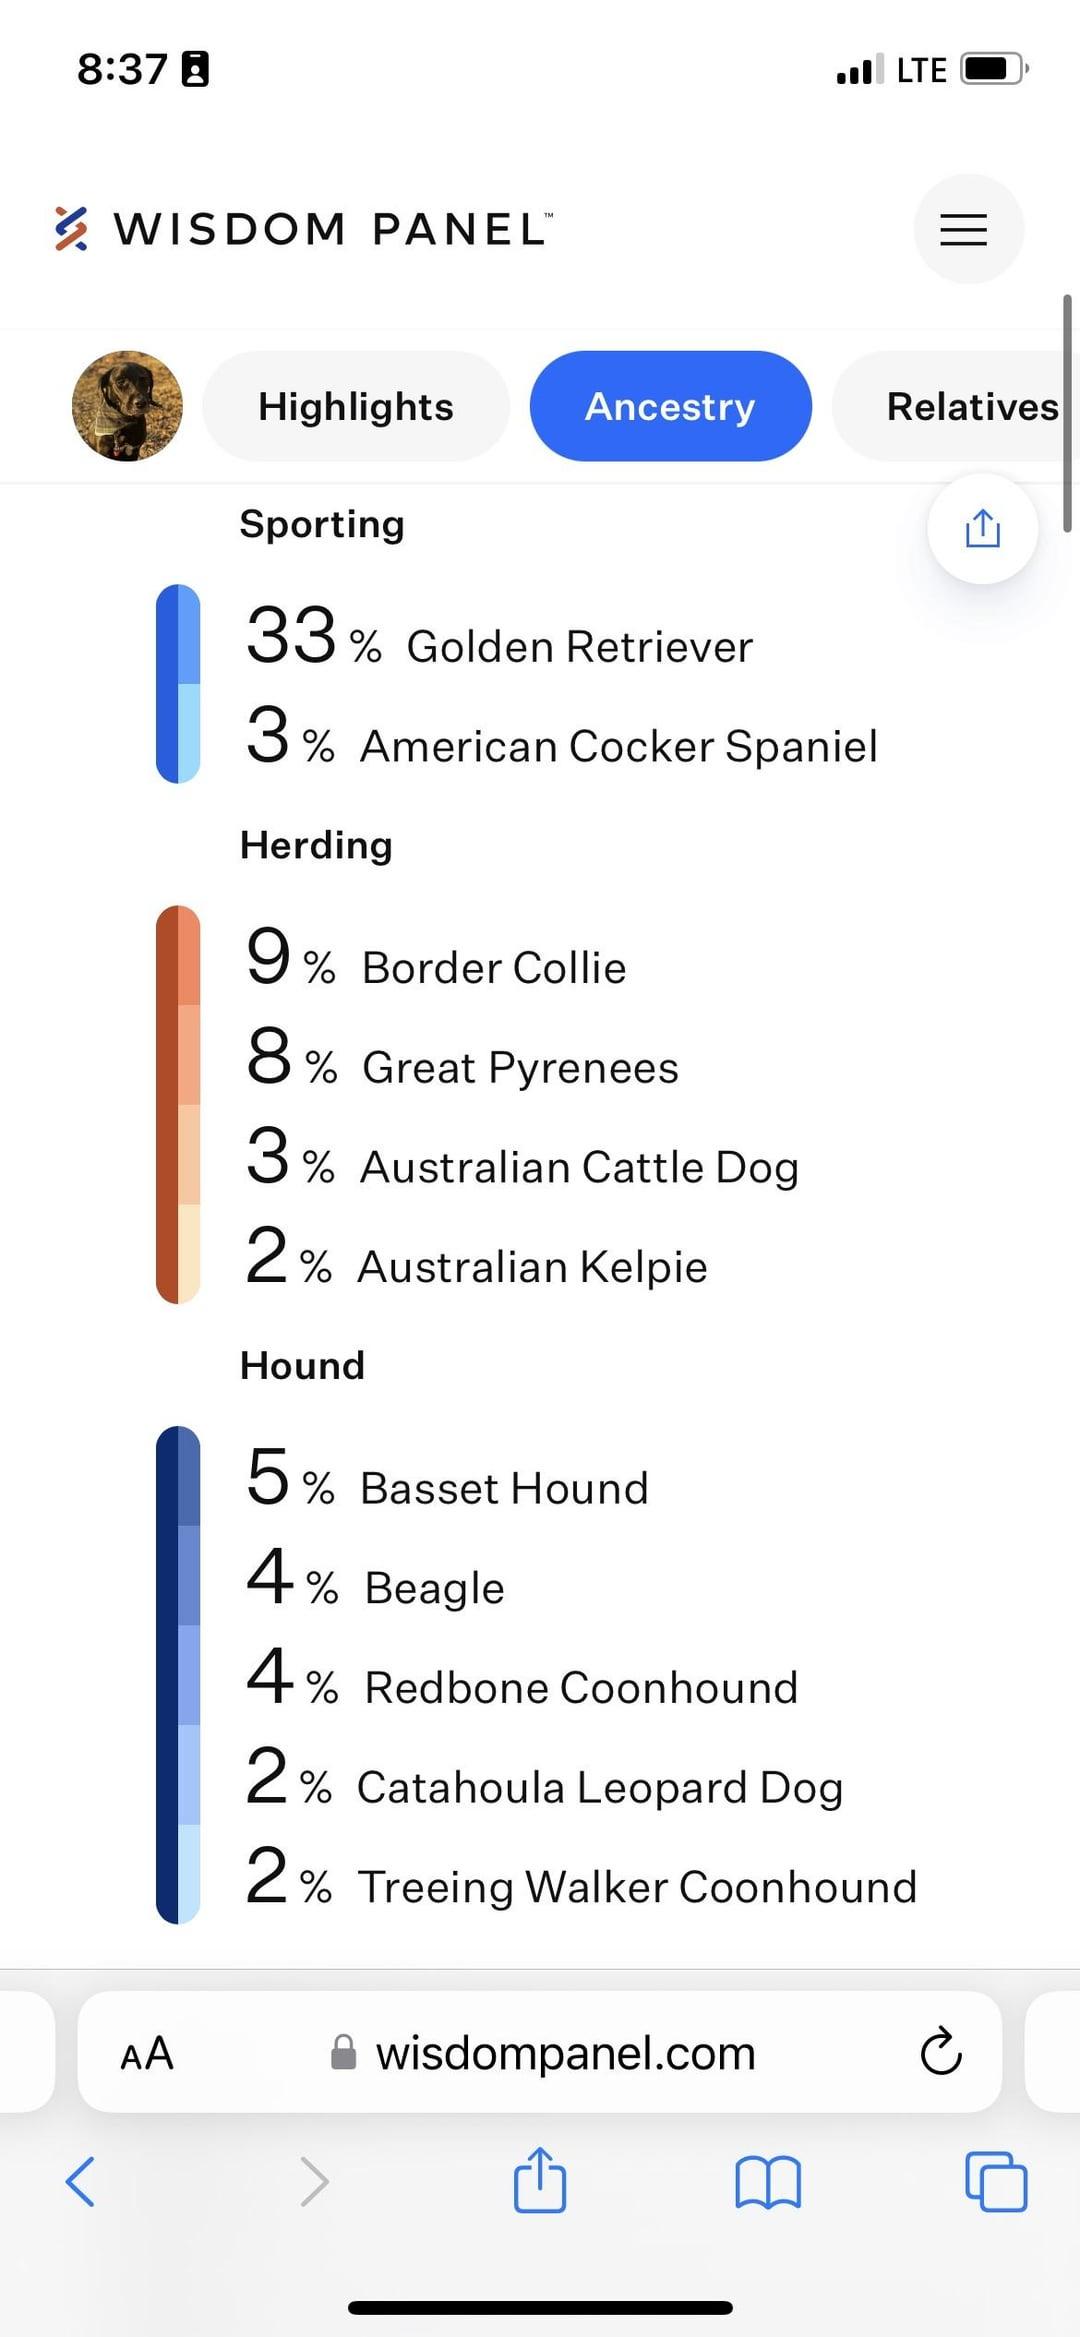 8:37
LTE
WISDOM PANEL™
Highlights
Ancestry
Relatives
Sporting
33 % Golden Retriever
3 % American Cocker Spaniel
Herding
9 % Border Collie
8 % Great Pyrenees
3 % Australian Cattle Dog
2 % Australian Kelpie
Hound
5 % Basset Hound
4 % Beagle
4 % Redbone Coonhound
2 % Catahoula Leopard Dog
2 % Treeing Walker Coonhound
AA wisdompanel.com